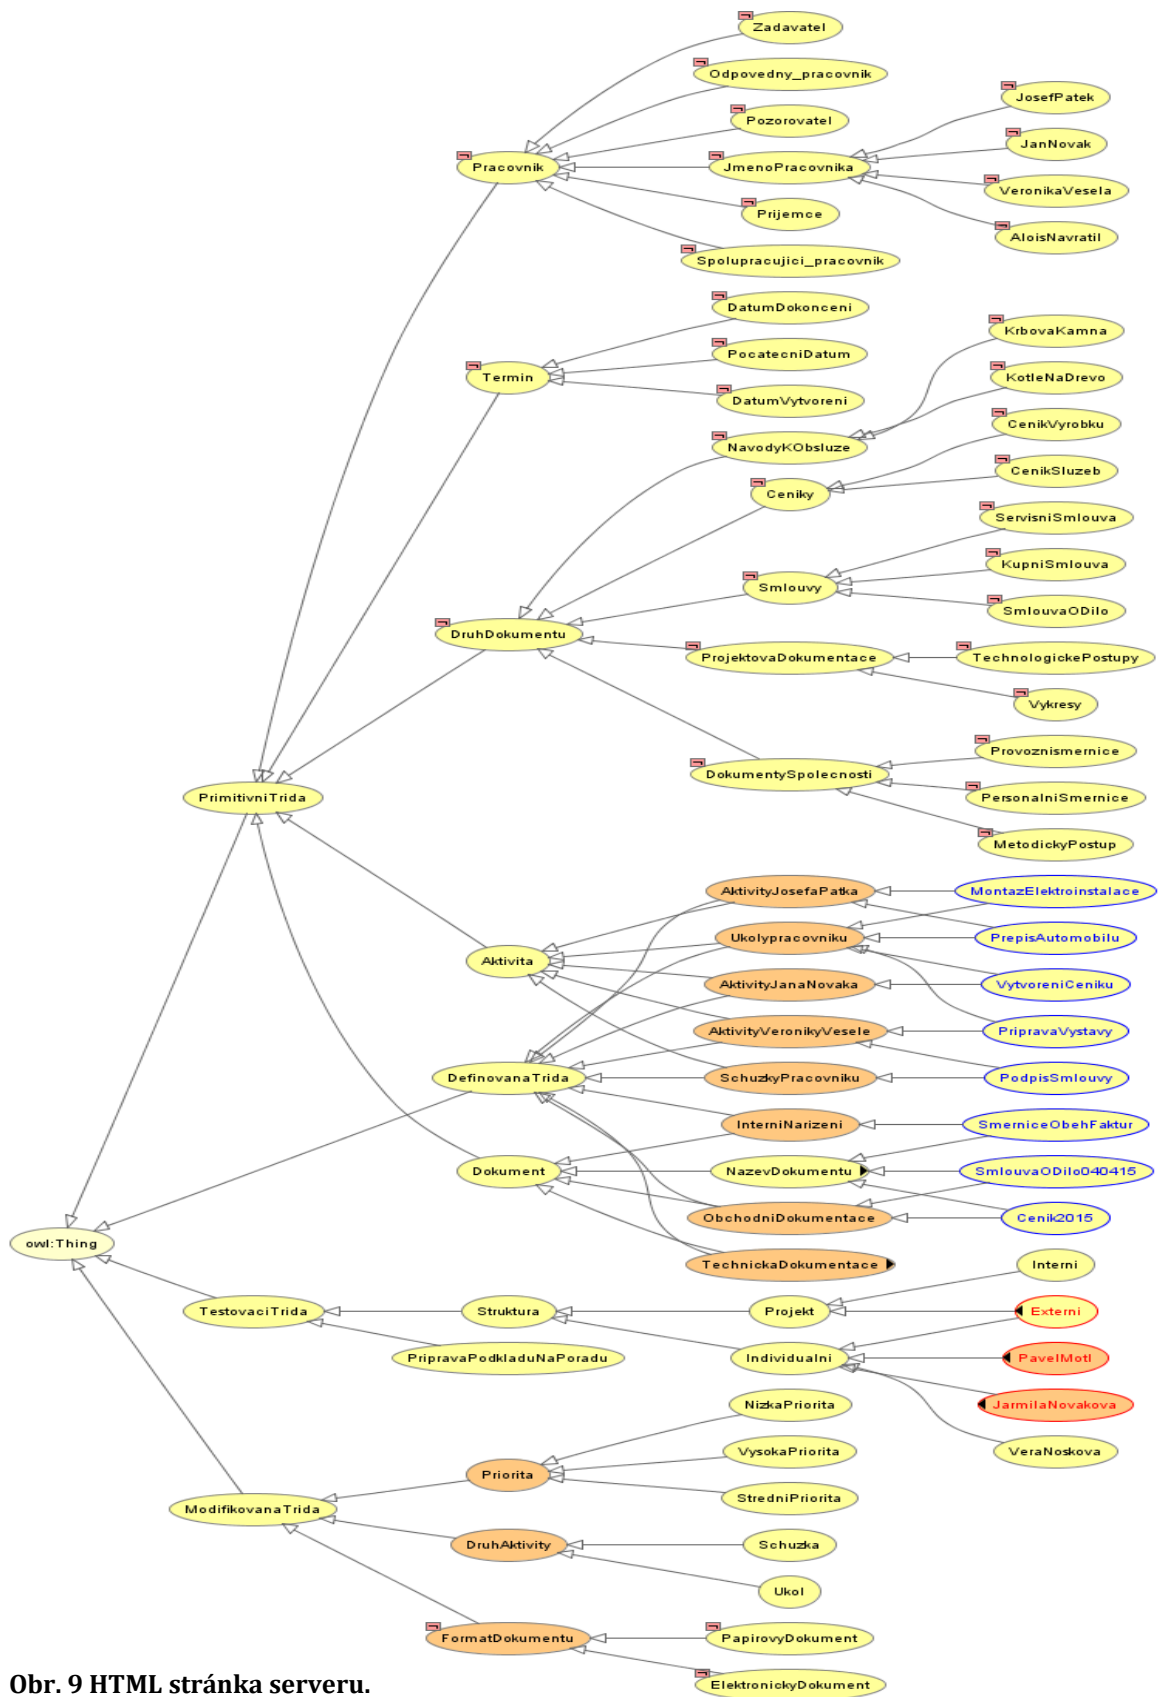 Zadavatel
Odpovedny_pracovnik
JosefPatek
Pozorovatel
JanNovak
Pracovnik
JmenoPracovnika
VeronikaVesela
Prijemce
AloisNavratil
Spolupracujici_pracovnik
DatumDokonceni
KrbovaKamna
PocatecniDatum
Termin
KotleNaDrevo
DatumVytvoreni
CenikVyrobku
NavodyKObsluze
CenikSluzeb
Ceniky
ServisniSmlouva
KupniSmlouva
Smlouvy
SmlouvaODilo
DruhDokumentu
ProjektovaDokumentace
TechnologickePostupy
Vykresy
Provoznismernice
DokumentySpolecnosti
PrimitivniTrida
PersonalniSmernice
MetodickyPostup
AktivityJosefaPatka
MontazElektroinstalace
Ukolypracovniku
PrepisAutomobilu
Aktivita
AktivityJanaNovaka
VytvoreniCeniku
AktivityVeronikyVesele
PripravaVystavy
DefinovanaTrida
SchuzkyPracovniku
PodpisSmlouvy
InterniNarizeni
SmerniceObehFaktur
Dokument
NazevDokumentu
SmlouvaODilo040415
ObchodniDokumentace
Cenik2015
owl:Thing
TechnickaDokumentace
Interni
TestovaciTrida
Struktura
Projekt
Externi
PripravaPodkladuNaPoradu
Individualni
PavelMotl
NizkaPriorita
JarmilaNovakova
VysokaPriorita
VeraNoskova
Priorita
StredniPriorita
ModifikovanaTrida
DruhAktivity
Schuzka
Ukol
FormatDokumentu
PapirovyDokument
ElektronickyDokument
Obr. 9 HTML stránka serveru.